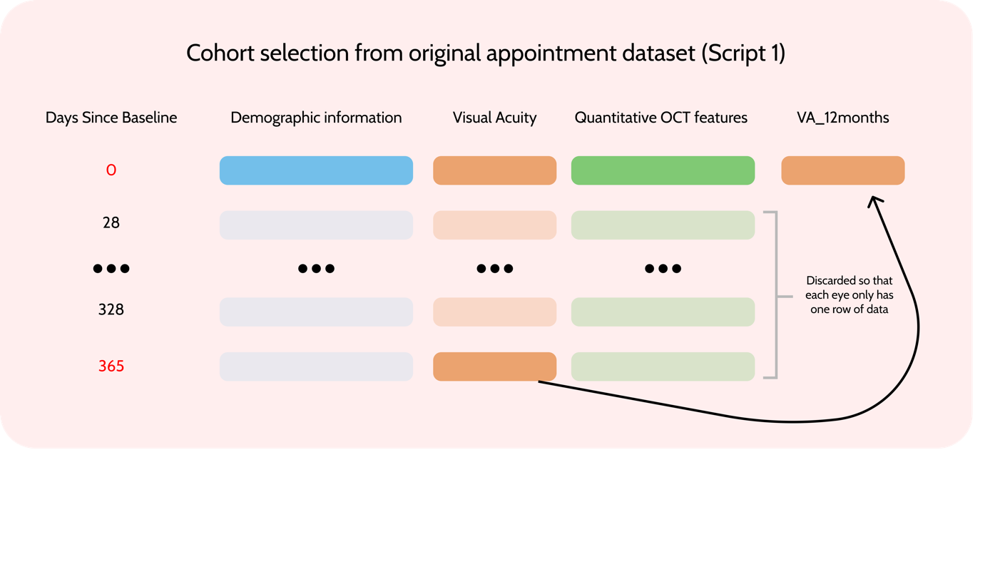 Cohort selection from original appointment dataset (Script 1)
Days Since Baseline
Demographic information
Visual Acuity
Quantitative OCT features
VA_12months
0
28
328
365
Discarded so that
each eye only has
one row of data